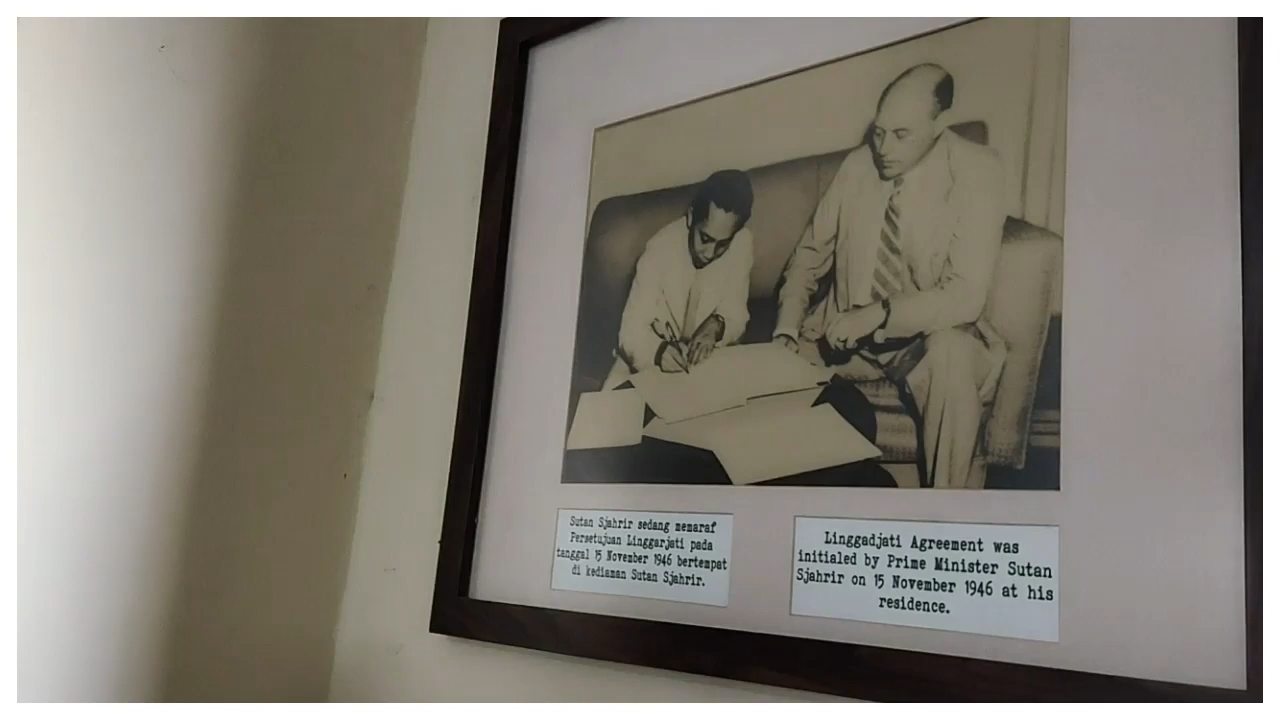 Sutan Sjahrir sedang memaraf
Persetujuan Linggarjati pada
tanggal 15 November 1946 bertempat
di kediaman Sutan Sjahrir.
Linggadjati Agreement was
initialed by Prime Minister Sutan
Sjahrir on 15 November 1946 at his
residence.